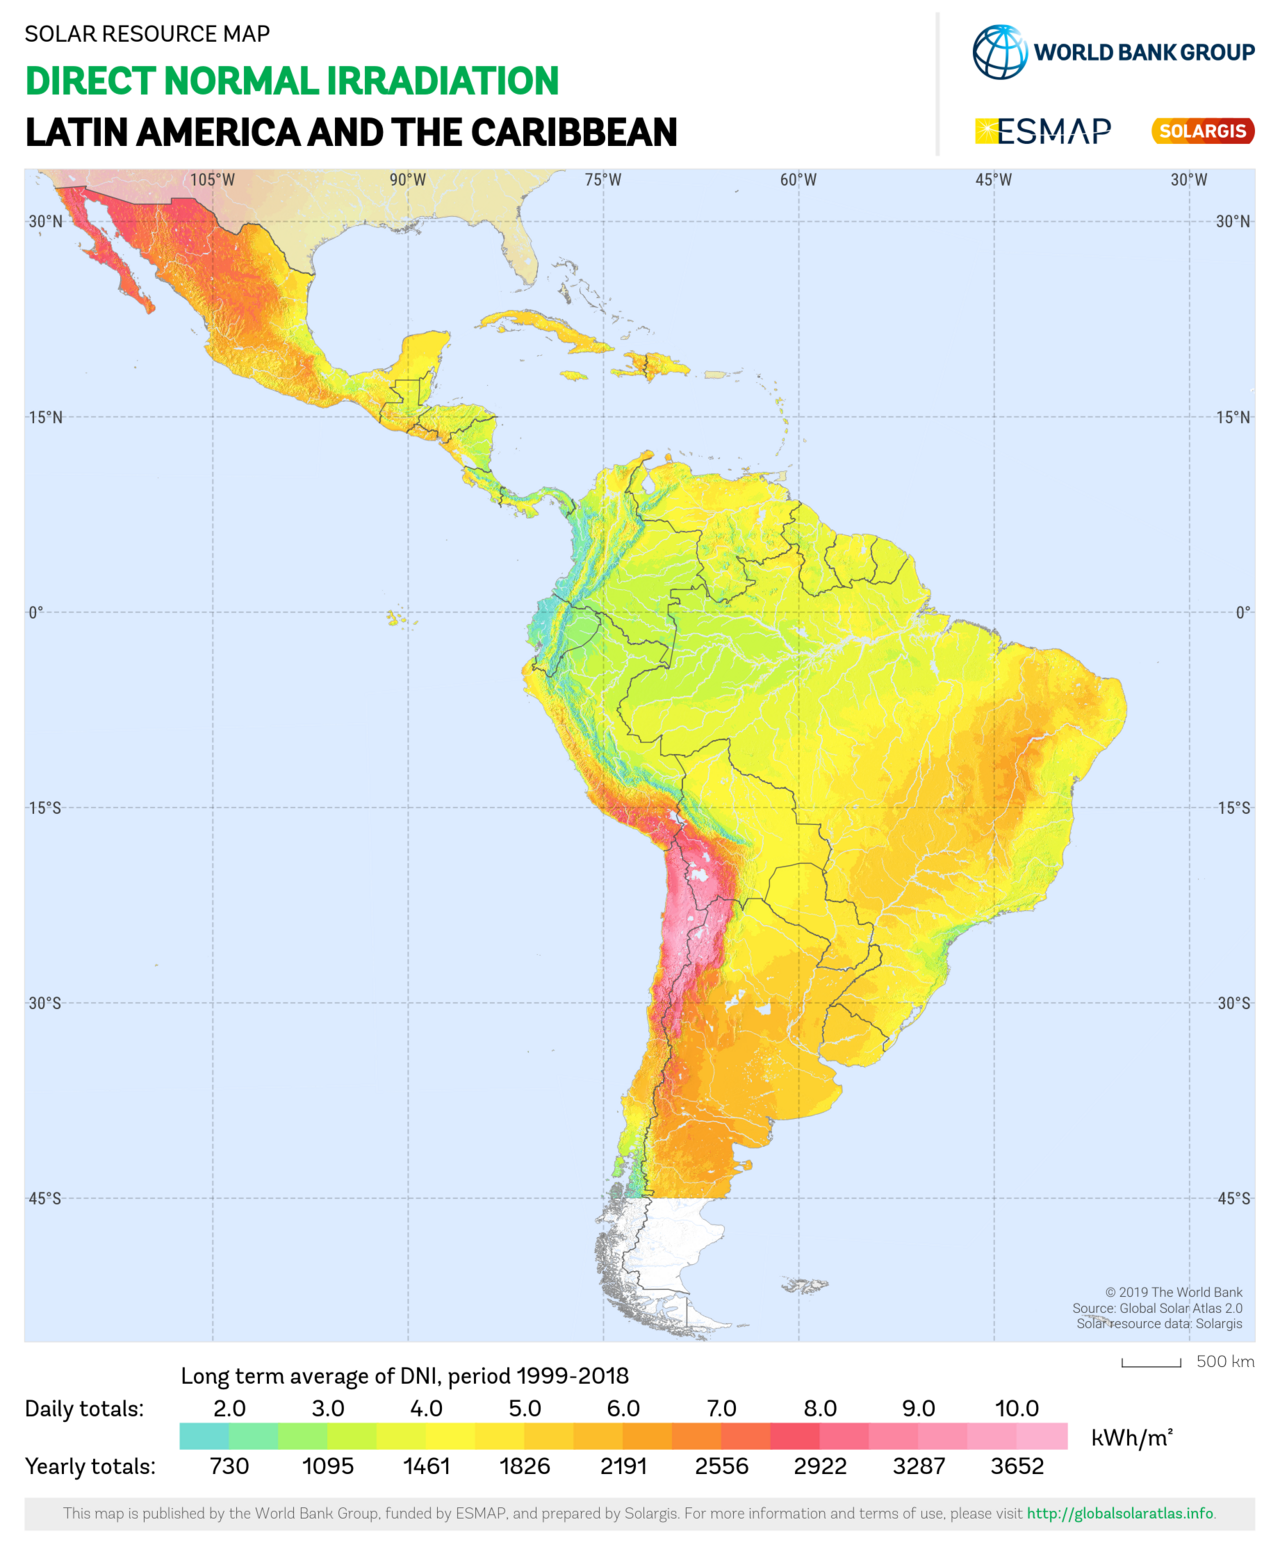 SOLAR RESOURCE MAP
DIRECT NORMAL IRRADIATION
LATIN AMERICA AND THE CARIBBEAN
WORLD BANK GROUP
ESMAP
SOLARGIS
105°W 90°W 75°W 60°W 45°W 30°W
30°N 30°N
15°N 15°N
0° 0°
15°S 15°S
30°S 30°S
45°S 45°S
© 2019 The World Bank
Source: Global Solar Atlas 2.0
Solar resource data: Solargis
500 km
Long term average of DNI, period 1999-2018
Daily totals: 2.0 3.0 4.0 5.0 6.0 7.0 8.0 9.0 10.0
kWh/m²
Yearly totals: 730 1095 1461 1826 2191 2556 2922 3287 3652
This map is published by the World Bank Group, funded by ESMAP, and prepared by Solargis. For more information and terms of use, please visit http://globalsolaratlas.info.